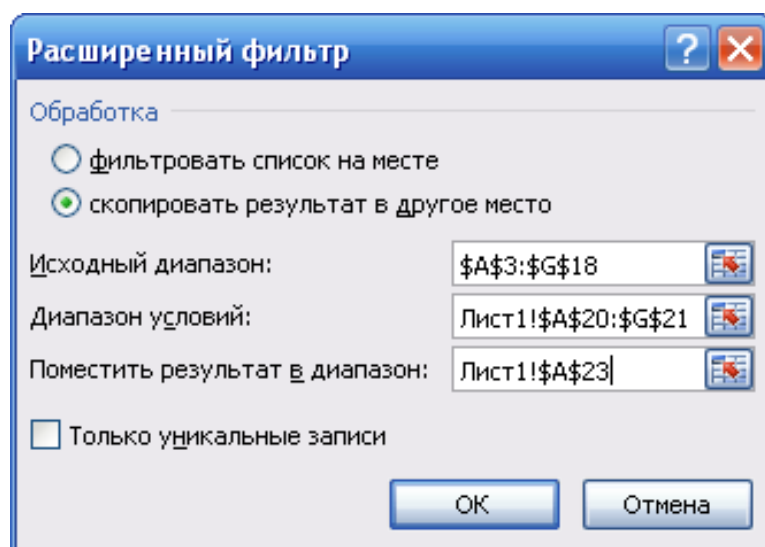 Расширенный фильтр
Обработка
фильтровать список на месте
скопировать результат в другое место
Исходный диапазон: $A$3:$G$18
Диапазон условий: Лист1!$A$20:$G$21
Поместить результат в диапазон: Лист1!$A$23
Только уникальные записи
ОК Отмена